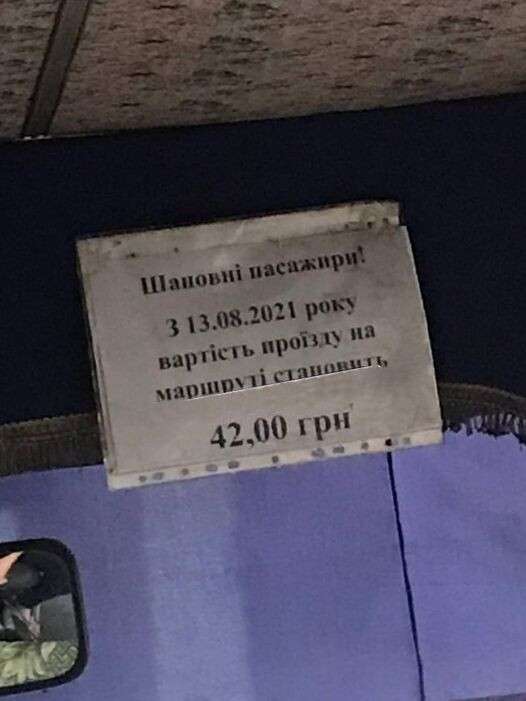 Шановні пасажири!
З 13.08.2021 року
вартість проїзду на
маршруті становить
42,00 грн